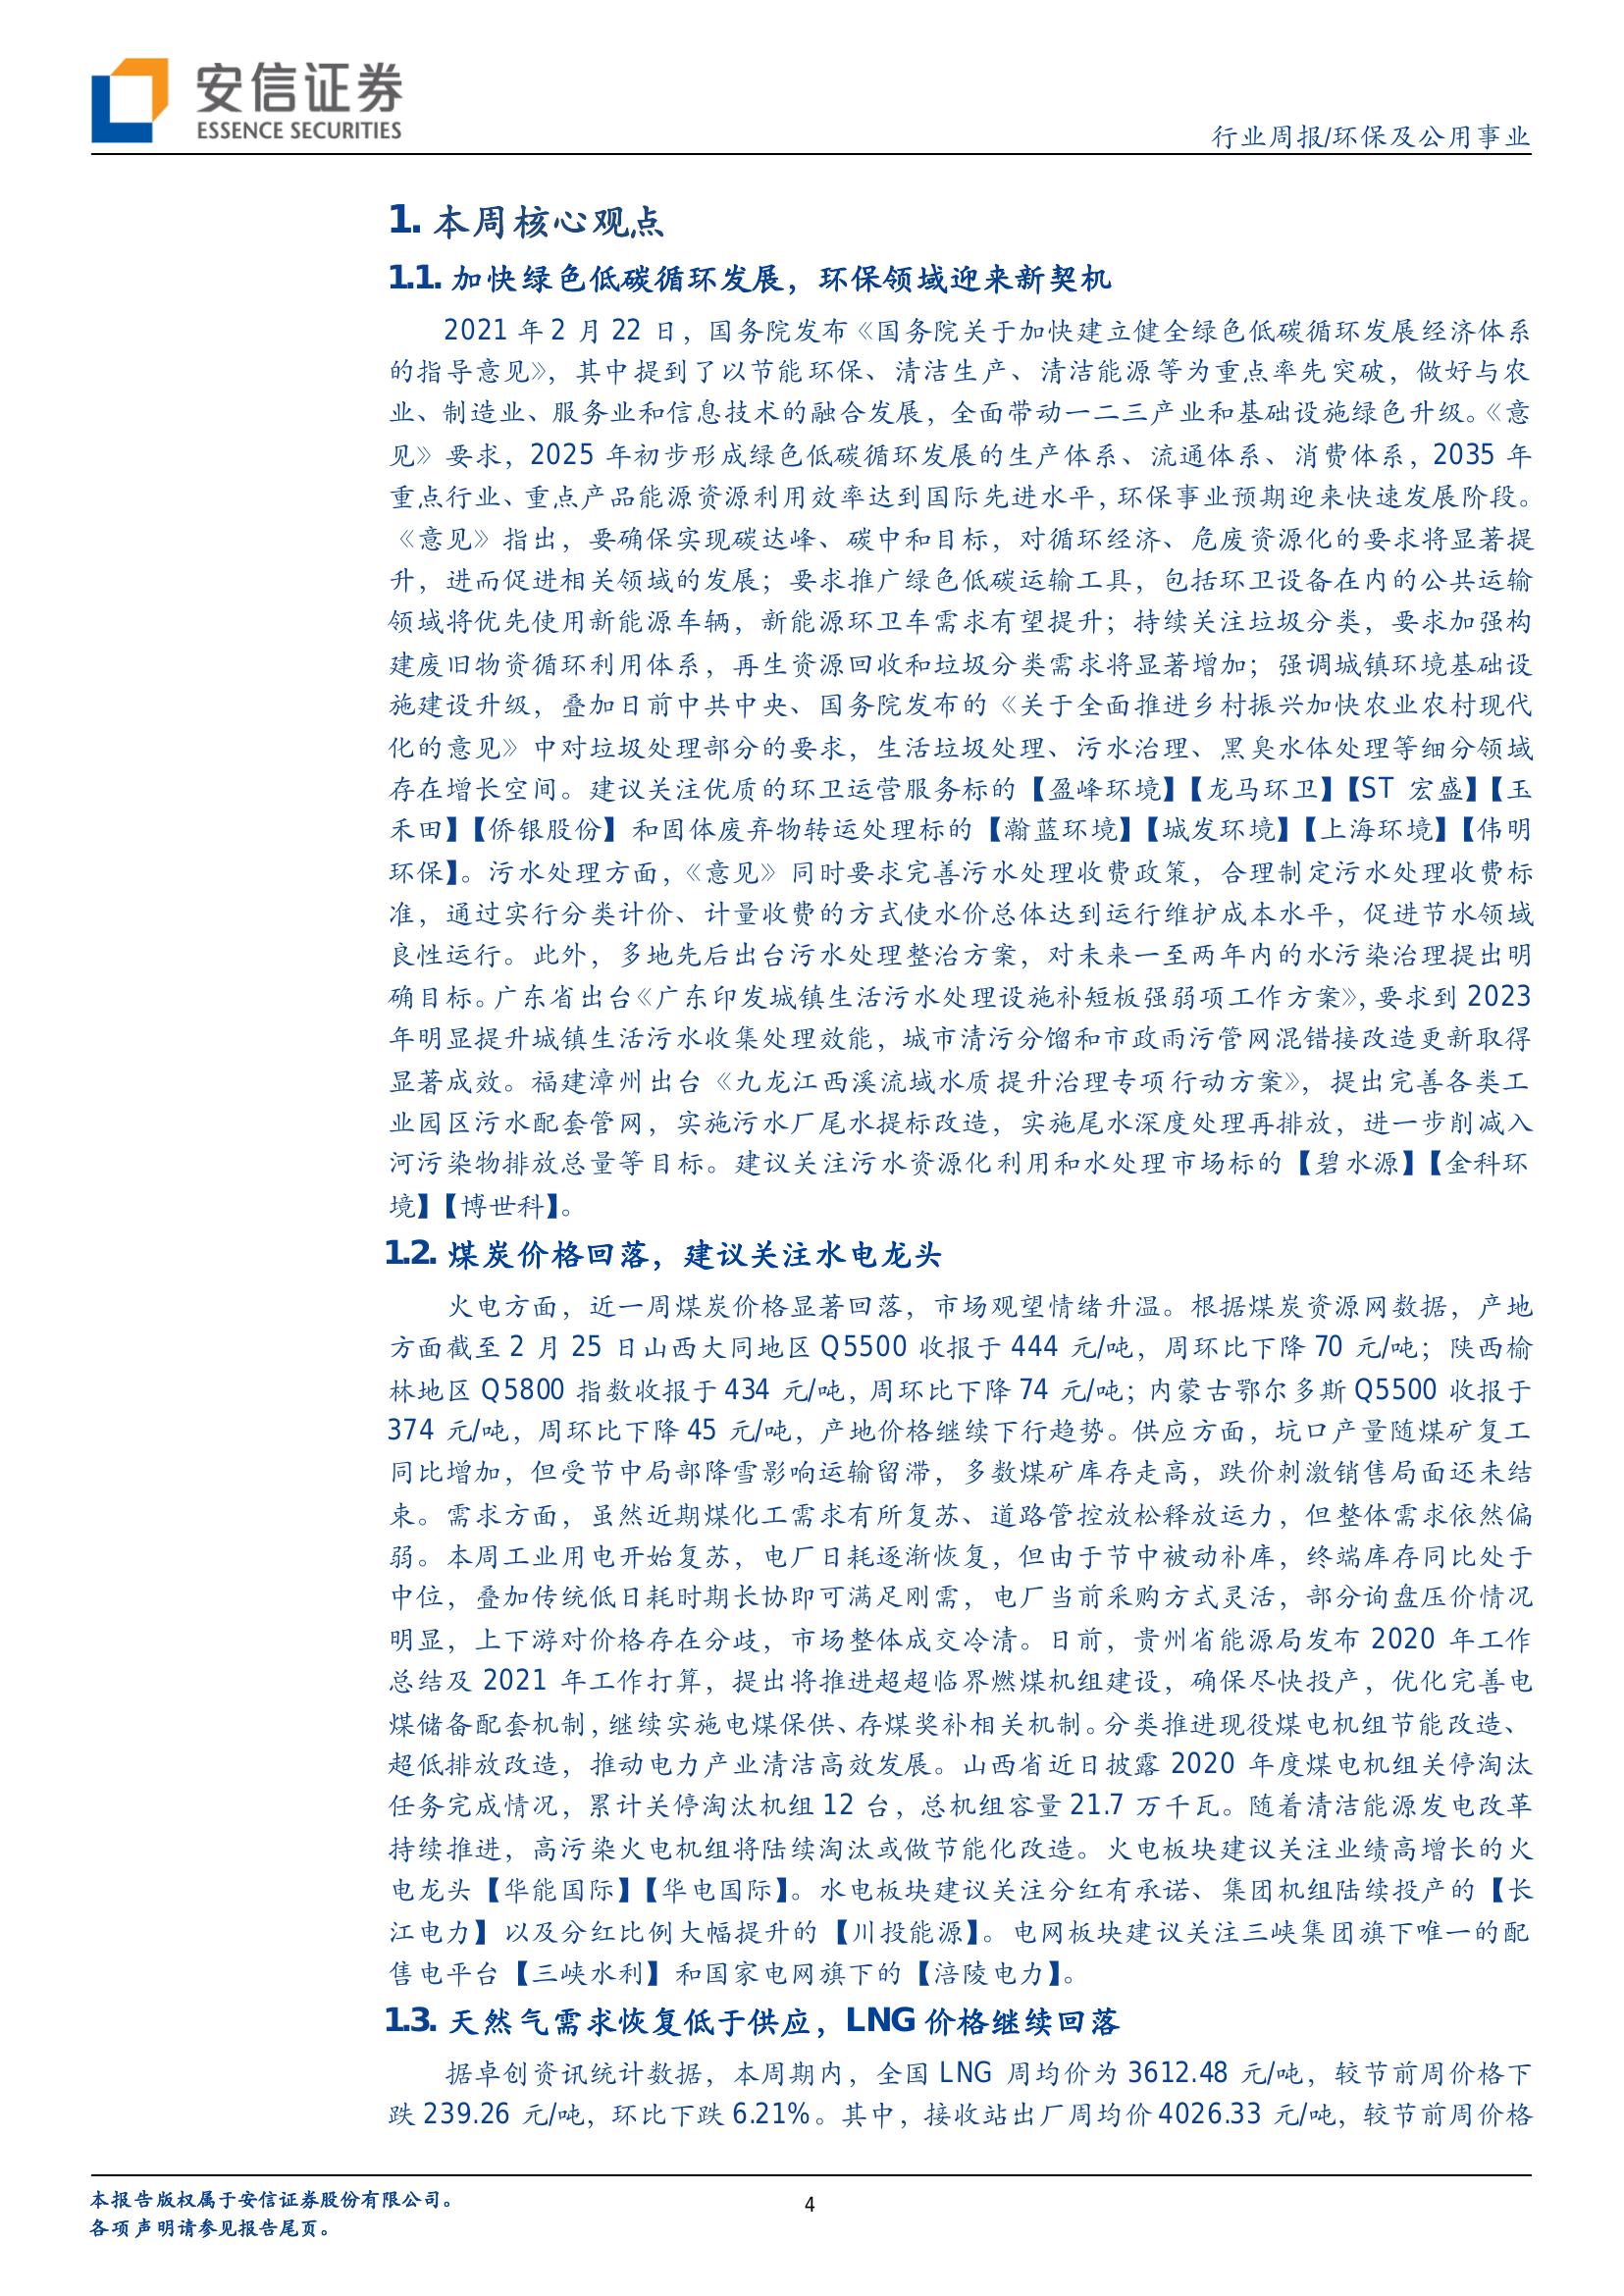 安信证券
ESSENCE SECURITIES
行业周报/环保及公用事业
1. 本周核心观点
1.1. 加快绿色低碳循环发展，环保领域迎来新契机
2021 年 2 月 22 日，国务院发布《国务院关于加快建立健全绿色低碳循环发展经济体系
的指导意见》，其中提到了以节能环保、清洁生产、清洁能源等为重点率先突破，做好与农
业、制造业、服务业和信息技术的融合发展，全面带动一二三产业和基础设施绿色升级。《意
见》要求，2025 年初步形成绿色低碳循环发展的生产体系、流通体系、消费体系，2035 年
重点行业、重点产品能源资源利用效率达到国际先进水平，环保事业预期迎来快速发展阶段。
《意见》指出，要确保实现碳达峰、碳中和目标，对循环经济、危废资源化的要求将显著提
升，进而促进相关领域的发展；要求推广绿色低碳运输工具，包括环卫设备在内的公共运输
领域将优先使用新能源车辆，新能源环卫车需求有望提升；持续关注垃圾分类，要求加强构
建废旧物资循环利用体系，再生资源回收和垃圾分类需求将显著增加；强调城镇环境基础设
施建设升级，叠加日前中共中央、国务院发布的《关于全面推进乡村振兴加快农业农村现代
化的意见》中对垃圾处理部分的要求，生活垃圾处理、污水治理、黑臭水体处理等细分领域
存在增长空间。建议关注优质的环卫运营服务标的【盈峰环境】【龙马环卫】【ST 宏盛】【玉
禾田】【侨银股份】和固体废弃物转运处理标的【瀚蓝环境】【城发环境】【上海环境】【伟明
环保】。污水处理方面，《意见》同时要求完善污水处理收费政策，合理制定污水处理收费标
准，通过实行分类计价、计量收费的方式使水价总体达到运行维护成本水平，促进节水领域
良性运行。此外，多地先后出台污水处理整治方案，对未来一至两年内的水污染治理提出明
确目标。广东省出台《广东印发城镇生活污水处理设施补短板强弱项工作方案》，要求到 2023
年明显提升城镇生活污水收集处理效能，城市清污分馏和市政雨污管网混错接改造更新取得
显著成效。福建漳州出台《九龙江西溪流域水质提升治理专项行动方案》，提出完善各类工
业园区污水配套管网，实施污水厂尾水提标改造，实施尾水深度处理再排放，进一步削减入
河污染物排放总量等目标。建议关注污水资源化利用和水处理市场标的【碧水源】【金科环
境】【博世科】。
1.2. 煤炭价格回落，建议关注水电龙头
火电方面，近一周煤炭价格显著回落，市场观望情绪升温。根据煤炭资源网数据，产地
方面截至 2 月 25 日山西大同地区 Q5500 收报于 444 元/吨，周环比下降 70 元/吨；陕西榆
林地区 Q5800 指数收报于 434 元/吨，周环比下降 74 元/吨；内蒙古鄂尔多斯 Q5500 收报于
374 元/吨，周环比下降 45 元/吨，产地价格继续下行趋势。供应方面，坑口产量随煤矿复工
同比增加，但受节中局部降雪影响运输留滞，多数煤矿库存走高，跌价刺激销售局面还未结
束。需求方面，虽然近期煤化工需求有所复苏、道路管控放松释放运力，但整体需求依然偏
弱。本周工业用电开始复苏，电厂日耗逐渐恢复，但由于节中被动补库，终端库存同比处于
中位，叠加传统低日耗时期长协即可满足刚需，电厂当前采购方式灵活，部分询盘压价情况
明显，上下游对价格存在分歧，市场整体成交冷清。日前，贵州省能源局发布 2020 年工作
总结及 2021 年工作打算，提出将推进超超临界燃煤机组建设，确保尽快投产，优化完善电
煤储备配套机制，继续实施电煤保供、存煤奖补相关机制。分类推进现役煤电机组节能改造、
超低排放改造，推动电力产业清洁高效发展。山西省近日披露 2020 年度煤电机组关停淘汰
任务完成情况，累计关停淘汰机组 12 台，总机组容量 21.7 万千瓦。随着清洁能源发电改革
持续推进，高污染火电机组将陆续淘汰或做节能化改造。火电板块建议关注业绩高增长的火
电龙头【华能国际】【华电国际】。水电板块建议关注分红有承诺、集团机组陆续投产的【长
江电力】以及分红比例大幅提升的【川投能源】。电网板块建议关注三峡集团旗下唯一的配
售电平台【三峡水利】和国家电网旗下的【涪陵电力】。
1.3. 天然气需求恢复低于供应，LNG 价格继续回落
据卓创资讯统计数据，本周期内，全国 LNG 周均价为 3612.48 元/吨，较节前周价格下
跌 239.26 元/吨，环比下跌 6.21%。其中，接收站出厂周均价 4026.33 元/吨，较节前周价格
本报告版权属于安信证券股份有限公司。
各项声明请参见报告尾页。
4